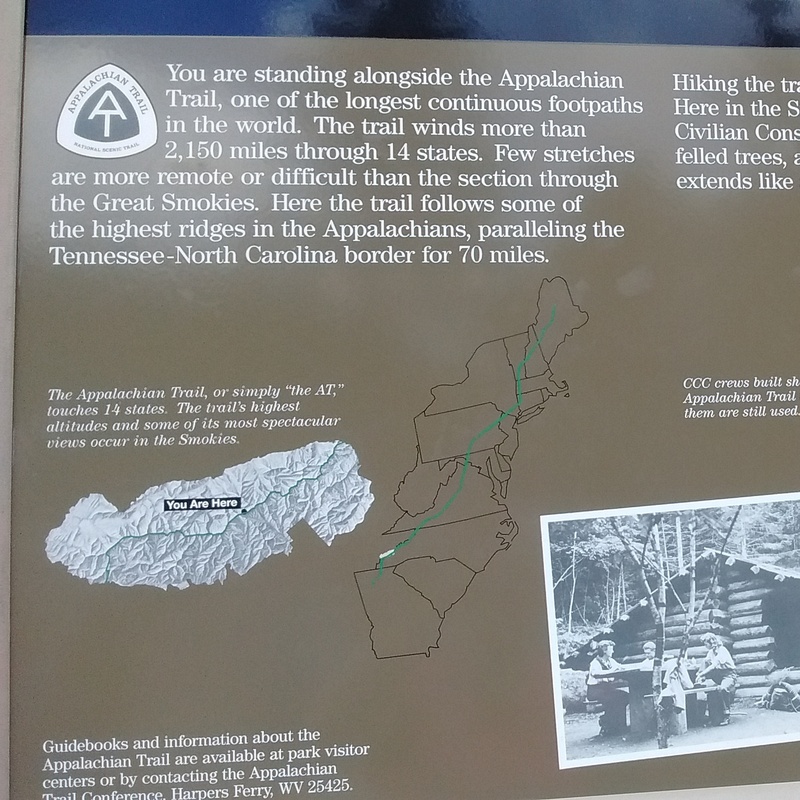 APPALACHIAN TRAIL
NATIONAL SCENIC TRAIL
You are standing alongside the Appalachian
Trail, one of the longest continuous footpaths
in the world. The trail winds more than
2,150 miles through 14 states. Few stretches
are more remote or difficult than the section through
the Great Smokies. Here the trail follows some of
the highest ridges in the Appalachians, paralleling the
Tennessee-North Carolina border for 70 miles.
Hiking the
Here in the
Civilian
felled trees,
extends like
The Appalachian Trail, or simply “the AT,”
touches 14 states. The trail's highest
altitudes and some of its most spectacular
views occur in the Smokies.
You Are Here
CCC crews built
Appalachian Trail
them are still used.
Guidebooks and information about the
Appalachian Trail are available at park visitor
centers or by contacting the Appalachian
Trail Conference, Harpers Ferry, WV 25425.